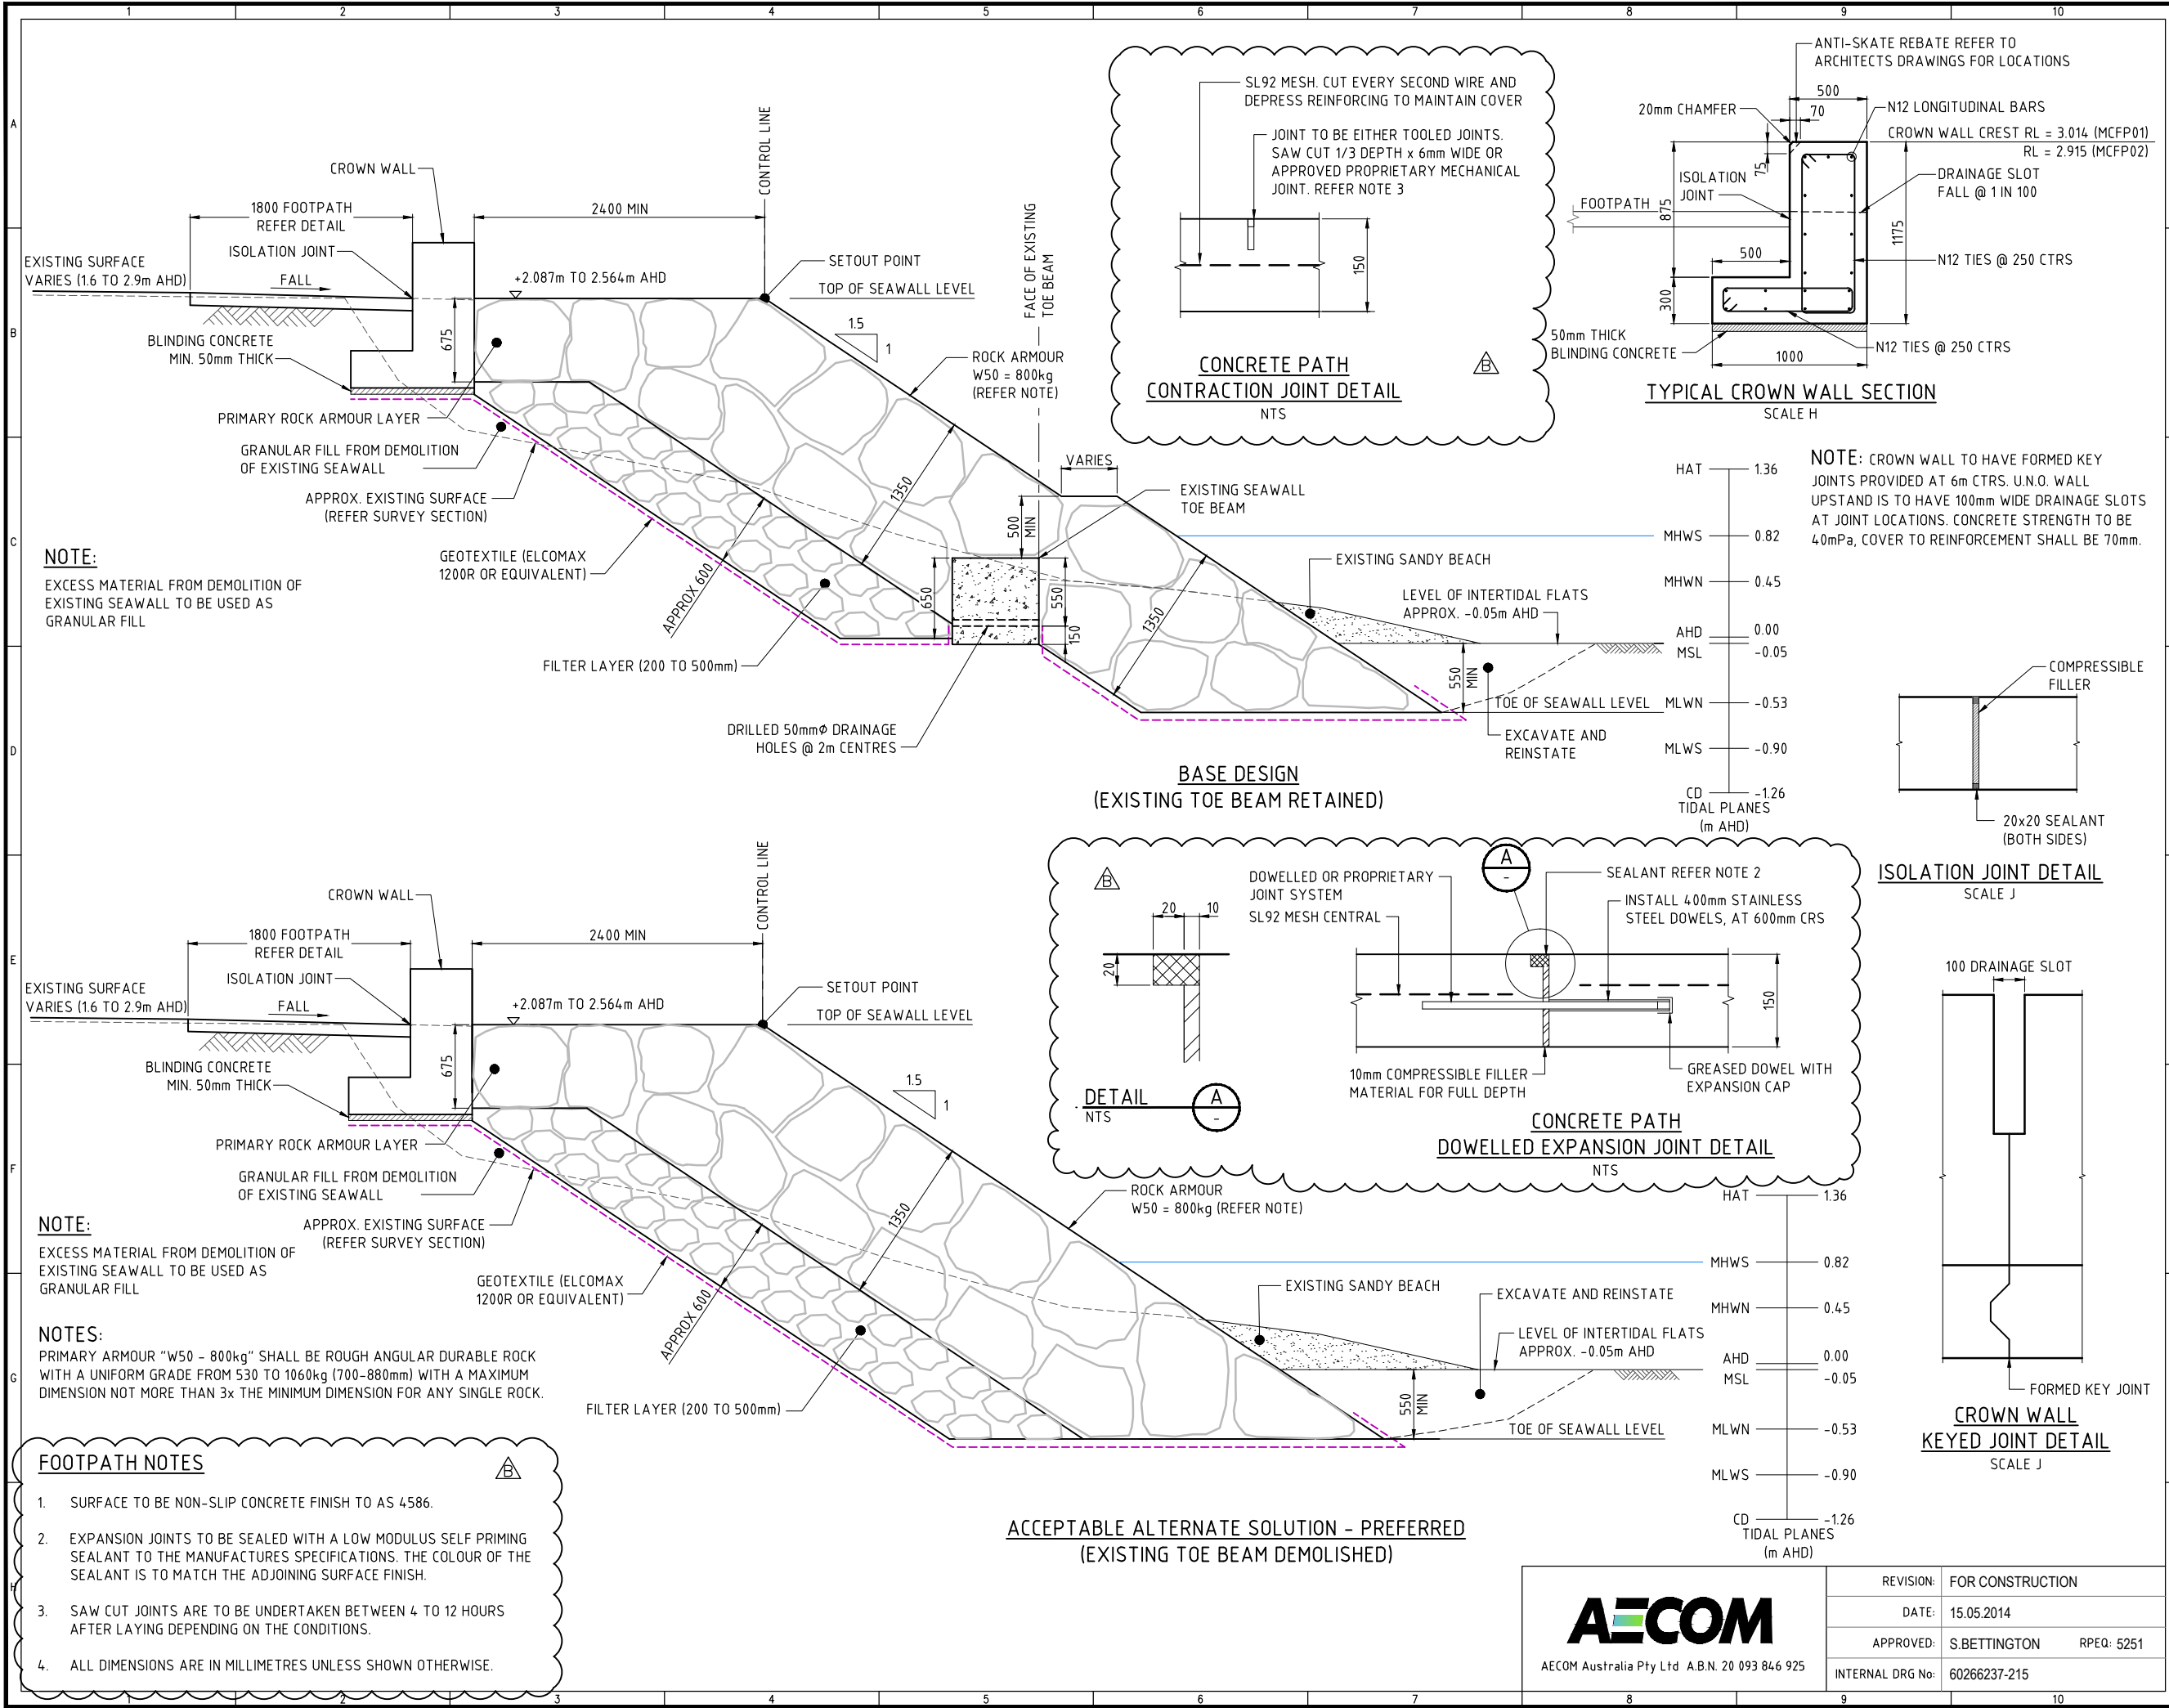 1 2 3 4 5 6 7 8 9 10
A
B
C
D
E
F
G
H
CONTROL LINE
CROWN WALL
1800 FOOTPATH
REFER DETAIL
2400 MIN
ISOLATION JOINT
EXISTING SURFACE
VARIES (1.6 TO 2.9m AHD)
FALL
+2.087m TO 2.564m AHD
SETOUT POINT
TOP OF SEAWALL LEVEL
FACE OF EXISTING
TOE BEAM
BLINDING CONCRETE
MIN. 50mm THICK
675
1.5
1
ROCK ARMOUR
W50 = 800kg
(REFER NOTE)
PRIMARY ROCK ARMOUR LAYER
GRANULAR FILL FROM DEMOLITION
OF EXISTING SEAWALL
APPROX. EXISTING SURFACE
(REFER SURVEY SECTION)
GEOTEXTILE (ELCOMAX
1200R OR EQUIVALENT)
APPROX 600
1350
VARIES
EXISTING SEAWALL
TOE BEAM
500
MIN
650
550
150
1350
EXISTING SANDY BEACH
LEVEL OF INTERTIDAL FLATS
APPROX. -0.05m AHD
FILTER LAYER (200 TO 500mm)
550
MIN
TOE OF SEAWALL LEVEL
DRILLED 50mmØ DRAINAGE
HOLES @ 2m CENTRES
EXCAVATE AND
REINSTATE
NOTE:
EXCESS MATERIAL FROM DEMOLITION OF
EXISTING SEAWALL TO BE USED AS
GRANULAR FILL
BASE DESIGN
(EXISTING TOE BEAM RETAINED)
HAT 1.36
MHWS 0.82
MHWN 0.45
AHD 0.00
MSL -0.05
MLWN -0.53
MLWS -0.90
CD -1.26
TIDAL PLANES
(m AHD)
SL92 MESH. CUT EVERY SECOND WIRE AND
DEPRESS REINFORCING TO MAINTAIN COVER
JOINT TO BE EITHER TOOLED JOINTS.
SAW CUT 1/3 DEPTH x 6mm WIDE OR
APPROVED PROPRIETARY MECHANICAL
JOINT. REFER NOTE 3
150
CONCRETE PATH
CONTRACTION JOINT DETAIL
NTS
B
ANTI-SKATE REBATE REFER TO
ARCHITECTS DRAWINGS FOR LOCATIONS
500
20mm CHAMFER
70
N12 LONGITUDINAL BARS
CROWN WALL CREST RL = 3.014 (MCFP01)
RL = 2.915 (MCFP02)
75
ISOLATION
JOINT
DRAINAGE SLOT
FALL @ 1 IN 100
FOOTPATH
875
1175
500
N12 TIES @ 250 CTRS
300
50mm THICK
BLINDING CONCRETE
N12 TIES @ 250 CTRS
1000
TYPICAL CROWN WALL SECTION
SCALE H
NOTE: CROWN WALL TO HAVE FORMED KEY
JOINTS PROVIDED AT 6m CTRS. U.N.O. WALL
UPSTAND IS TO HAVE 100mm WIDE DRAINAGE SLOTS
AT JOINT LOCATIONS. CONCRETE STRENGTH TO BE
40mPa, COVER TO REINFORCEMENT SHALL BE 70mm.
COMPRESSIBLE
FILLER
20x20 SEALANT
(BOTH SIDES)
ISOLATION JOINT DETAIL
SCALE J
CONTROL LINE
CROWN WALL
1800 FOOTPATH
REFER DETAIL
2400 MIN
ISOLATION JOINT
EXISTING SURFACE
VARIES (1.6 TO 2.9m AHD)
FALL
+2.087m TO 2.564m AHD
SETOUT POINT
TOP OF SEAWALL LEVEL
BLINDING CONCRETE
MIN. 50mm THICK
675
1.5
1
PRIMARY ROCK ARMOUR LAYER
GRANULAR FILL FROM DEMOLITION
OF EXISTING SEAWALL
APPROX. EXISTING SURFACE
(REFER SURVEY SECTION)
GEOTEXTILE (ELCOMAX
1200R OR EQUIVALENT)
APPROX 600
1350
ROCK ARMOUR
W50 = 800kg (REFER NOTE)
EXISTING SANDY BEACH
EXCAVATE AND REINSTATE
LEVEL OF INTERTIDAL FLATS
APPROX. -0.05m AHD
FILTER LAYER (200 TO 500mm)
550
MIN
TOE OF SEAWALL LEVEL
ACCEPTABLE ALTERNATE SOLUTION - PREFERRED
(EXISTING TOE BEAM DEMOLISHED)
HAT 1.36
MHWS 0.82
MHWN 0.45
AHD 0.00
MSL -0.05
MLWN -0.53
MLWS -0.90
CD -1.26
TIDAL PLANES
(m AHD)
B
20 10
20
DETAIL
NTS
A
-
A
-
DOWELLED OR PROPRIETARY
JOINT SYSTEM
SL92 MESH CENTRAL
SEALANT REFER NOTE 2
INSTALL 400mm STAINLESS
STEEL DOWELS, AT 600mm CRS
150
10mm COMPRESSIBLE FILLER
MATERIAL FOR FULL DEPTH
GREASED DOWEL WITH
EXPANSION CAP
CONCRETE PATH
DOWELLED EXPANSION JOINT DETAIL
NTS
100 DRAINAGE SLOT
FORMED KEY JOINT
CROWN WALL
KEYED JOINT DETAIL
SCALE J
NOTE:
EXCESS MATERIAL FROM DEMOLITION OF
EXISTING SEAWALL TO BE USED AS
GRANULAR FILL
NOTES:
PRIMARY ARMOUR "W50 - 800kg" SHALL BE ROUGH ANGULAR DURABLE ROCK
WITH A UNIFORM GRADE FROM 530 TO 1060kg (700-880mm) WITH A MAXIMUM
DIMENSION NOT MORE THAN 3x THE MINIMUM DIMENSION FOR ANY SINGLE ROCK.
FOOTPATH NOTES
B
1. SURFACE TO BE NON-SLIP CONCRETE FINISH TO AS 4586.
2. EXPANSION JOINTS TO BE SEALED WITH A LOW MODULUS SELF PRIMING
SEALANT TO THE MANUFACTURES SPECIFICATIONS. THE COLOUR OF THE
SEALANT IS TO MATCH THE ADJOINING SURFACE FINISH.
3. SAW CUT JOINTS ARE TO BE UNDERTAKEN BETWEEN 4 TO 12 HOURS
AFTER LAYING DEPENDING ON THE CONDITIONS.
4. ALL DIMENSIONS ARE IN MILLIMETRES UNLESS SHOWN OTHERWISE.
AECOM
AECOM Australia Pty Ltd A.B.N. 20 093 846 925
REVISION: FOR CONSTRUCTION
DATE: 15.05.2014
APPROVED: S.BETTINGTON RPEQ: 5251
INTERNAL DRG No: 60266237-215
1 2 3 4 5 6 7 8 9 10